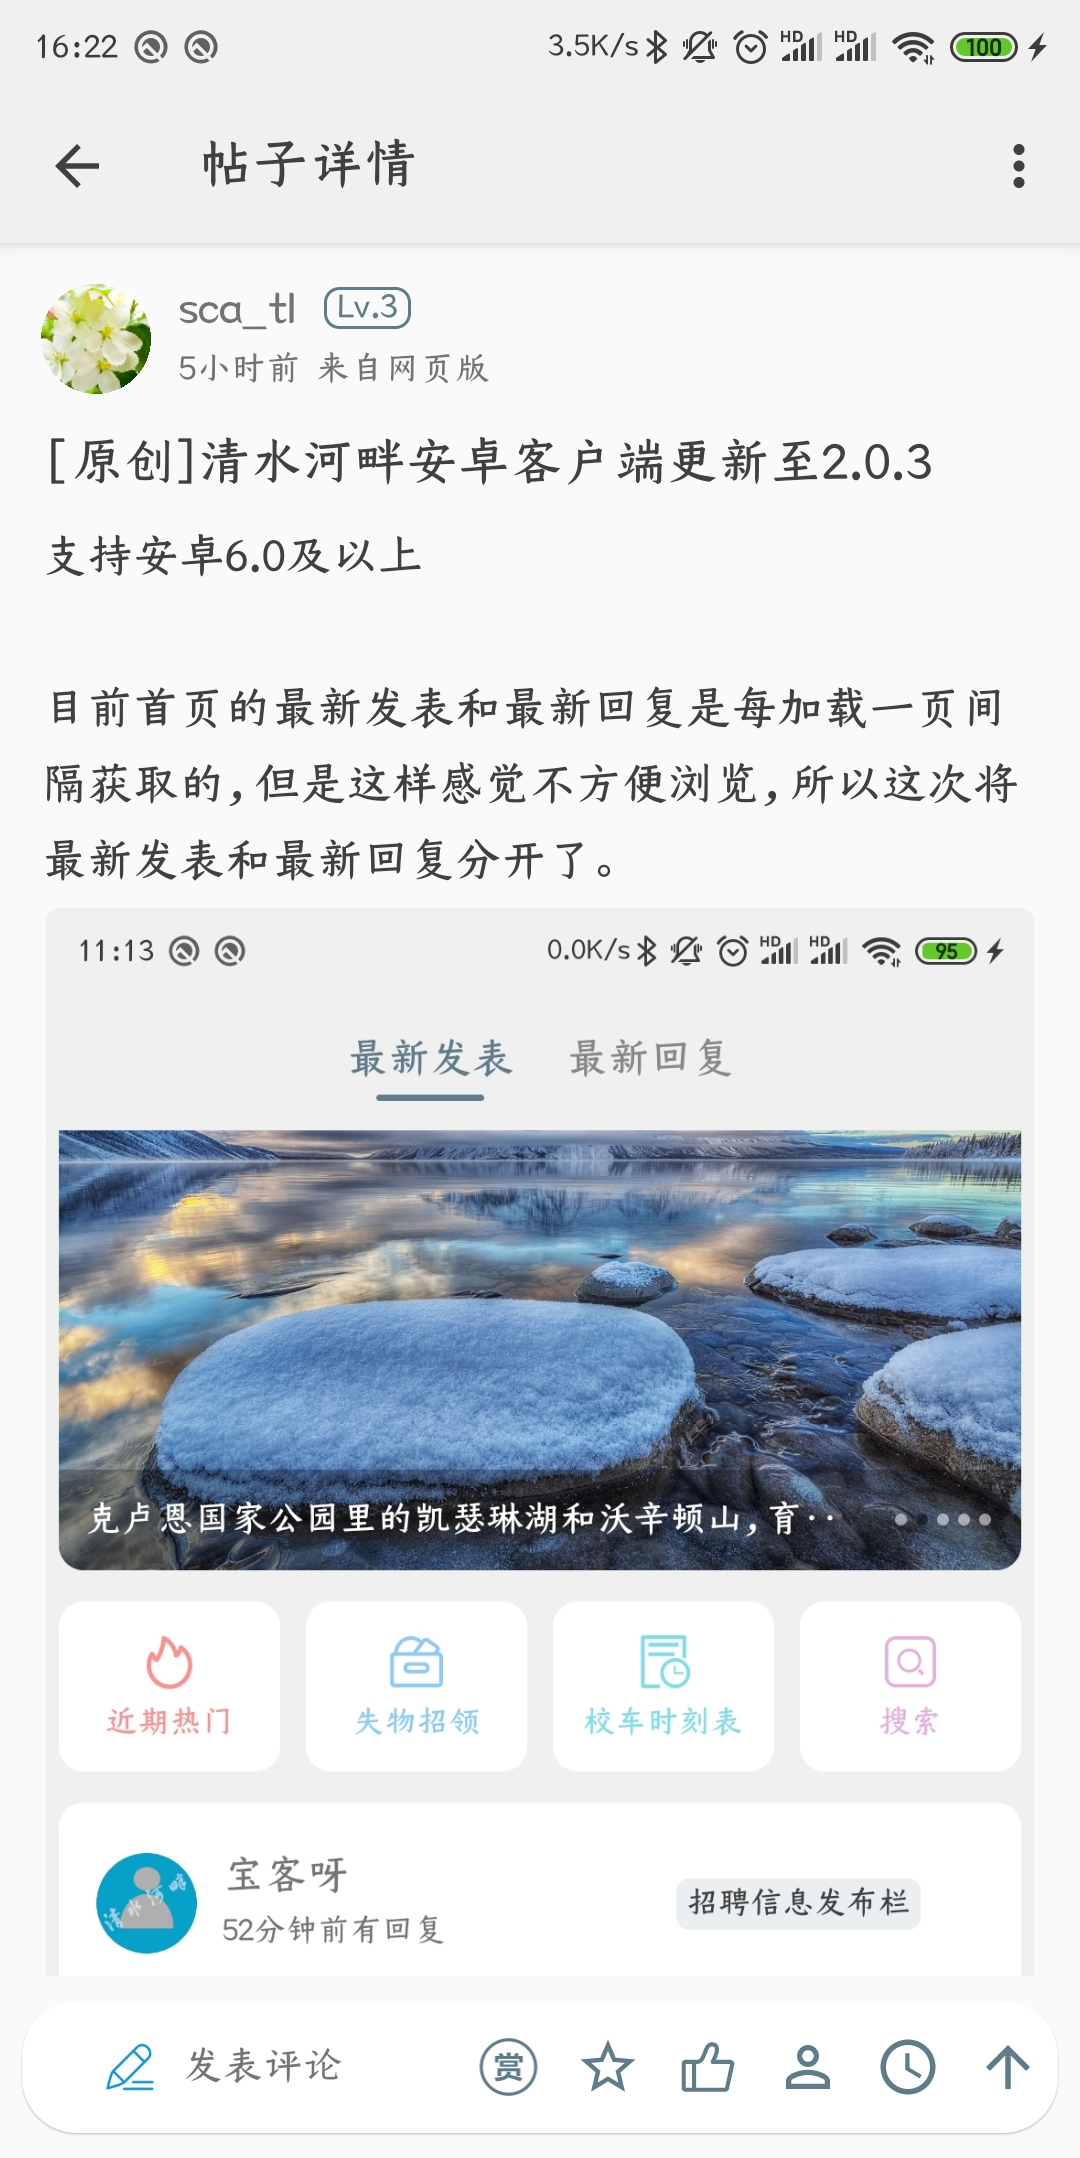 16:22
3.5K/s
HD
HD
100
帖子详情
sca_tl
Lv.3
5小时前 来自网页版
[原创]清水河畔安卓客户端更新至2.0.3
支持安卓6.0及以上
目前首页的最新发表和最新回复是每加载一页间
隔获取的,但是这样感觉不方便浏览,所以这次将
最新发表和最新回复分开了。
11:13
0.0K/s
HD
HD
95
最新发表
最新回复
克卢恩国家公园里的凯瑟琳湖和沃辛顿山,育··
近期热门
失物招领
校车时刻表
搜索
清水河畔
宝客呀
52分钟前有回复
招聘信息发布栏
发表评论
赏